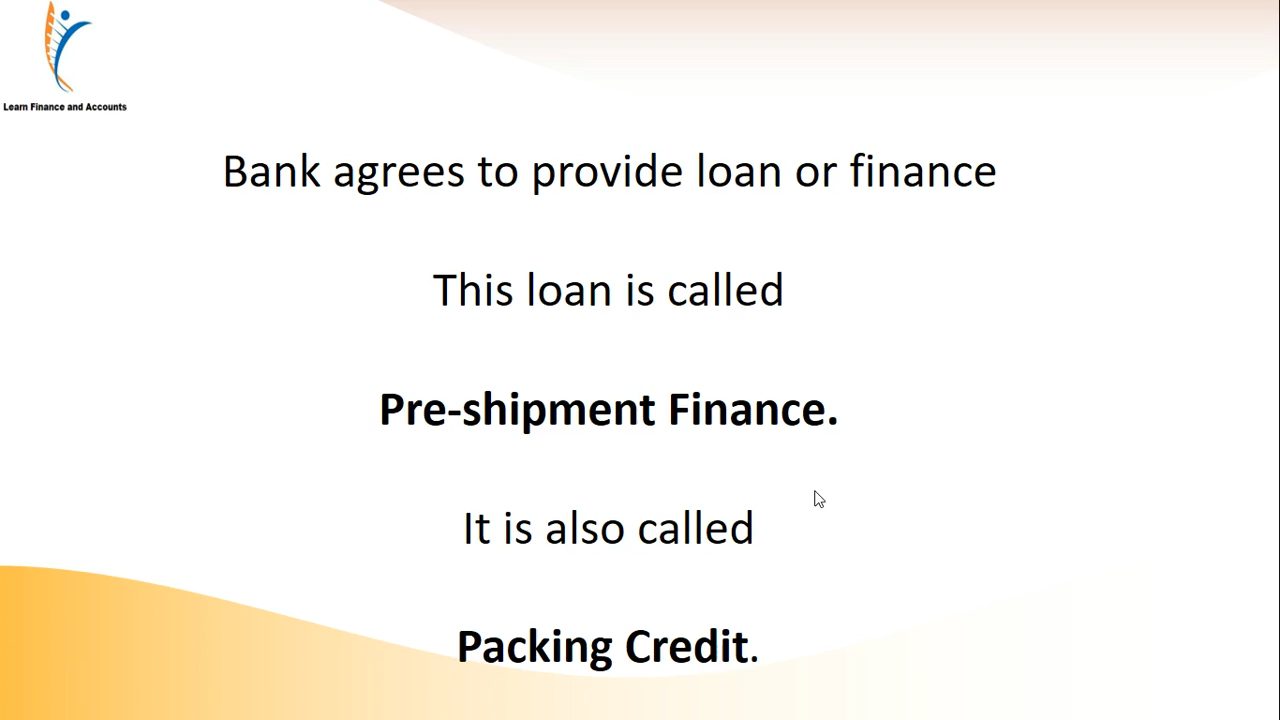 Learn Finance and Accounts
Bank agrees to provide loan or finance
This loan is called
Pre-shipment Finance.
It is also called
Packing Credit.